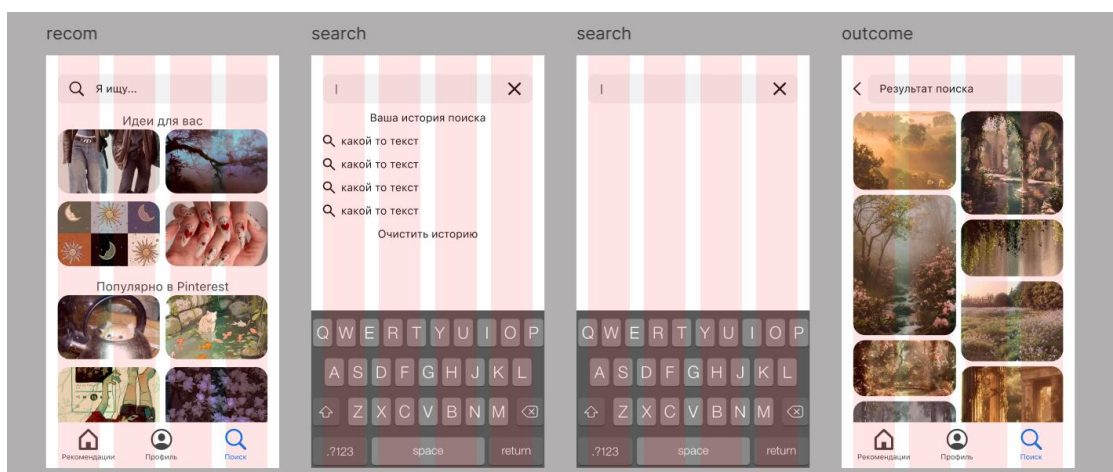 recom
Я ищу...
Идеи для вас
Популярно в Pinterest
Рекомендации Профиль Поиск
search
Ваша история поиска
какой то текст
какой то текст
какой то текст
какой то текст
Очистить историю
Q W E R T Y U I O P
A S D F G H J K L
Z X C V B N M
.?123 space return
search
Q W E R T Y U I O P
A S D F G H J K L
Z X C V B N M
.?123 space return
outcome
Результат поиска
Рекомендации Профиль Поиск